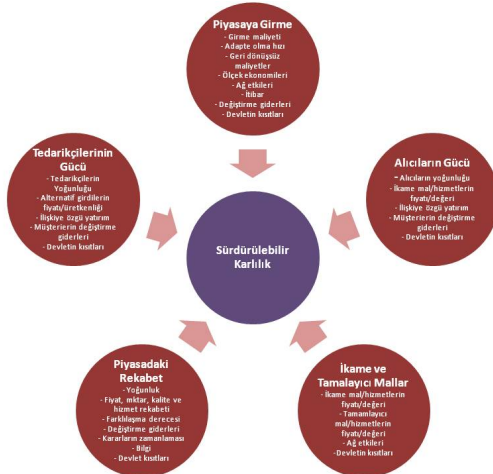 Piyasaya Girme
- Girme maliyeti
- Adapte olma hızı
- Geri dönüşsüz
maliyetler
- Ölçek ekonomileri
- Ağ etkileri
- İtibar
- Değiştirme giderleri
- Devletin kısıtları
Tedarikçilerinin
Gücü
- Tedarikçilerin
Yoğunluğu
- Alternatif girdilerin
fiyatı/üretkenliği
- İlişkiye özgü yatırım
- Müşterierin değiştirme
giderleri
- Devletin kısıtları
Alıcıların Gücü
- Alıcıların yoğunluğu
- İkame mal/hizmetlerin
fiyatı/değeri
- İlişkiye özgü yatırım
- Müşterierin değiştirme
giderleri
- Devletin kısıtları
Sürdürülebilir
Karlılık
Piyasadaki
Rekabet
- Yoğunluk
- Fiyat, mktar, kalite ve
hizmet rekabeti
- Farklılaşma derecesi
- Değiştirme giderleri
- Kararların zamanlaması
- Bilgi
- Devlet kısıtları
İkame ve
Tamalayıcı Mallar
- İkame mal/hizmetlerin
fiyatı/değeri
- Tamamlayıcı
mal/hizmetlerin
fiyatı/değeri
- Ağ etkileri
- Devletin kısıtları